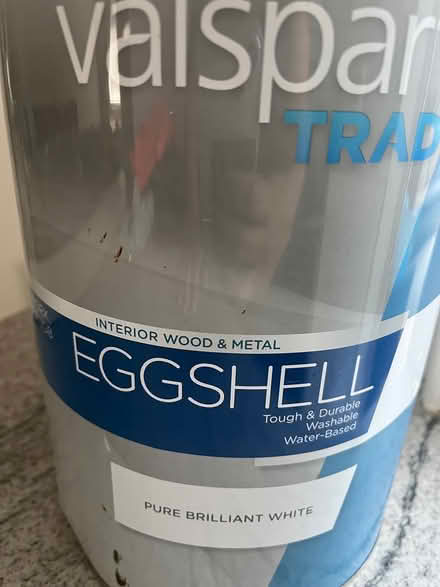 valspar
TRAD
INTERIOR WOOD & METAL
EGGSHELL
Tough & Durable
Washable
Water-Based
PURE BRILLIANT WHITE